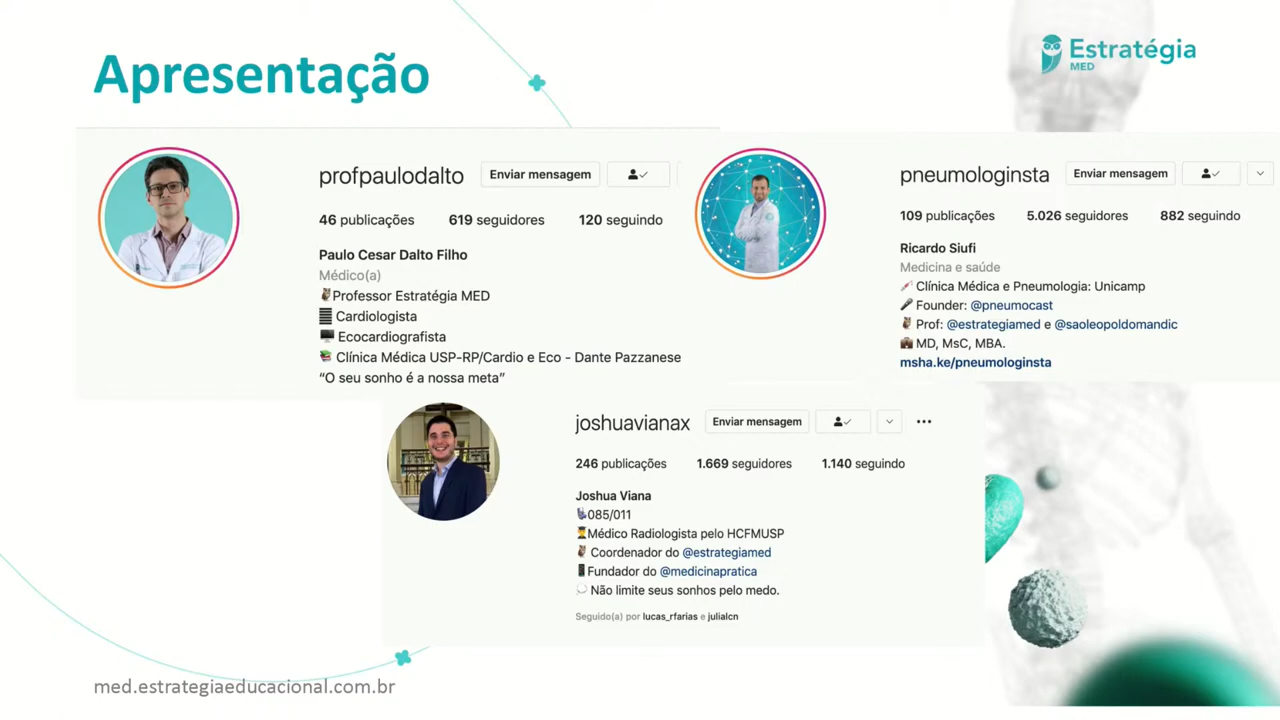 Apresentação
Estratégia
MED
profpaulodalto
Enviar mensagem
46 publicações 619 seguidores 120 seguindo
Paulo Cesar Dalto Filho
Médico(a)
Professor Estratégia MED
Cardiologista
Ecocardiografista
Clínica Médica USP-RP/Cardio e Eco - Dante Pazzanese
“O seu sonho é a nossa meta”
pneumologinsta
Enviar mensagem
109 publicações 5.026 seguidores 882 seguindo
Ricardo Siufi
Medicina e saúde
Clínica Médica e Pneumologia: Unicamp
Founder: @pneumocast
Prof: @estrategiamed e @saoleopoldomandic
MD, MsC, MBA.
msha.ke/pneumologinsta
joshuavianax
Enviar mensagem
246 publicações 1.669 seguidores 1.140 seguindo
Joshua Viana
085/011
Médico Radiologista pelo HCFMUSP
Coordenador do @estrategiamed
Fundador do @medicinapratica
Não limite seus sonhos pelo medo.
Seguido(a) por lucas_rfarias e julialcn
med.estrategiaeducacional.com.br